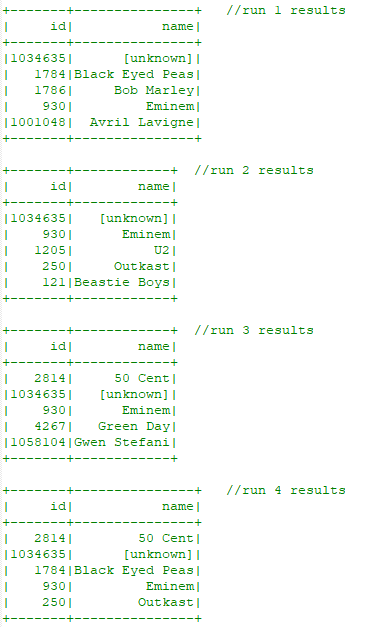 +-------+---------------+   //run 1 results
|     id|           name|
+-------+---------------+
|1034635|      [unknown]|
|   1784|Black Eyed Peas|
|   1786|     Bob Marley|
|    930|         Eminem|
|1001048|  Avril Lavigne|
+-------+---------------+

+-------+------------+  //run 2 results
|     id|        name|
+-------+------------+
|1034635|   [unknown]|
|    930|      Eminem|
|   1205|          U2|
|    250|     Outkast|
|    121|Beastie Boys|
+-------+------------+

+-------+------------+  //run 3 results
|     id|        name|
+-------+------------+
|   2814|     50 Cent|
|1034635|   [unknown]|
|    930|      Eminem|
|   4267|   Green Day|
|1058104|Gwen Stefani|
+-------+------------+

+-------+---------------+   //run 4 results
|     id|           name|
+-------+---------------+
|   2814|        50 Cent|
|1034635|      [unknown]|
|   1784|Black Eyed Peas|
|    930|         Eminem|
|    250|        Outkast|
+-------+---------------+